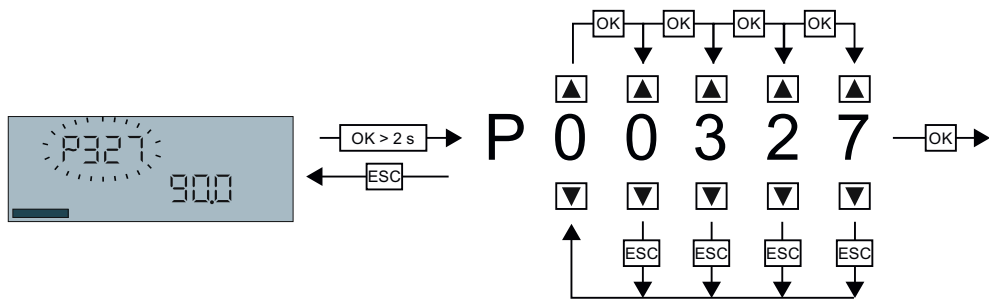 OK OK OK OK
P327
90.0
OK > 2 s
ESC
P 0 0 3 2 7
OK
ESC ESC ESC ESC